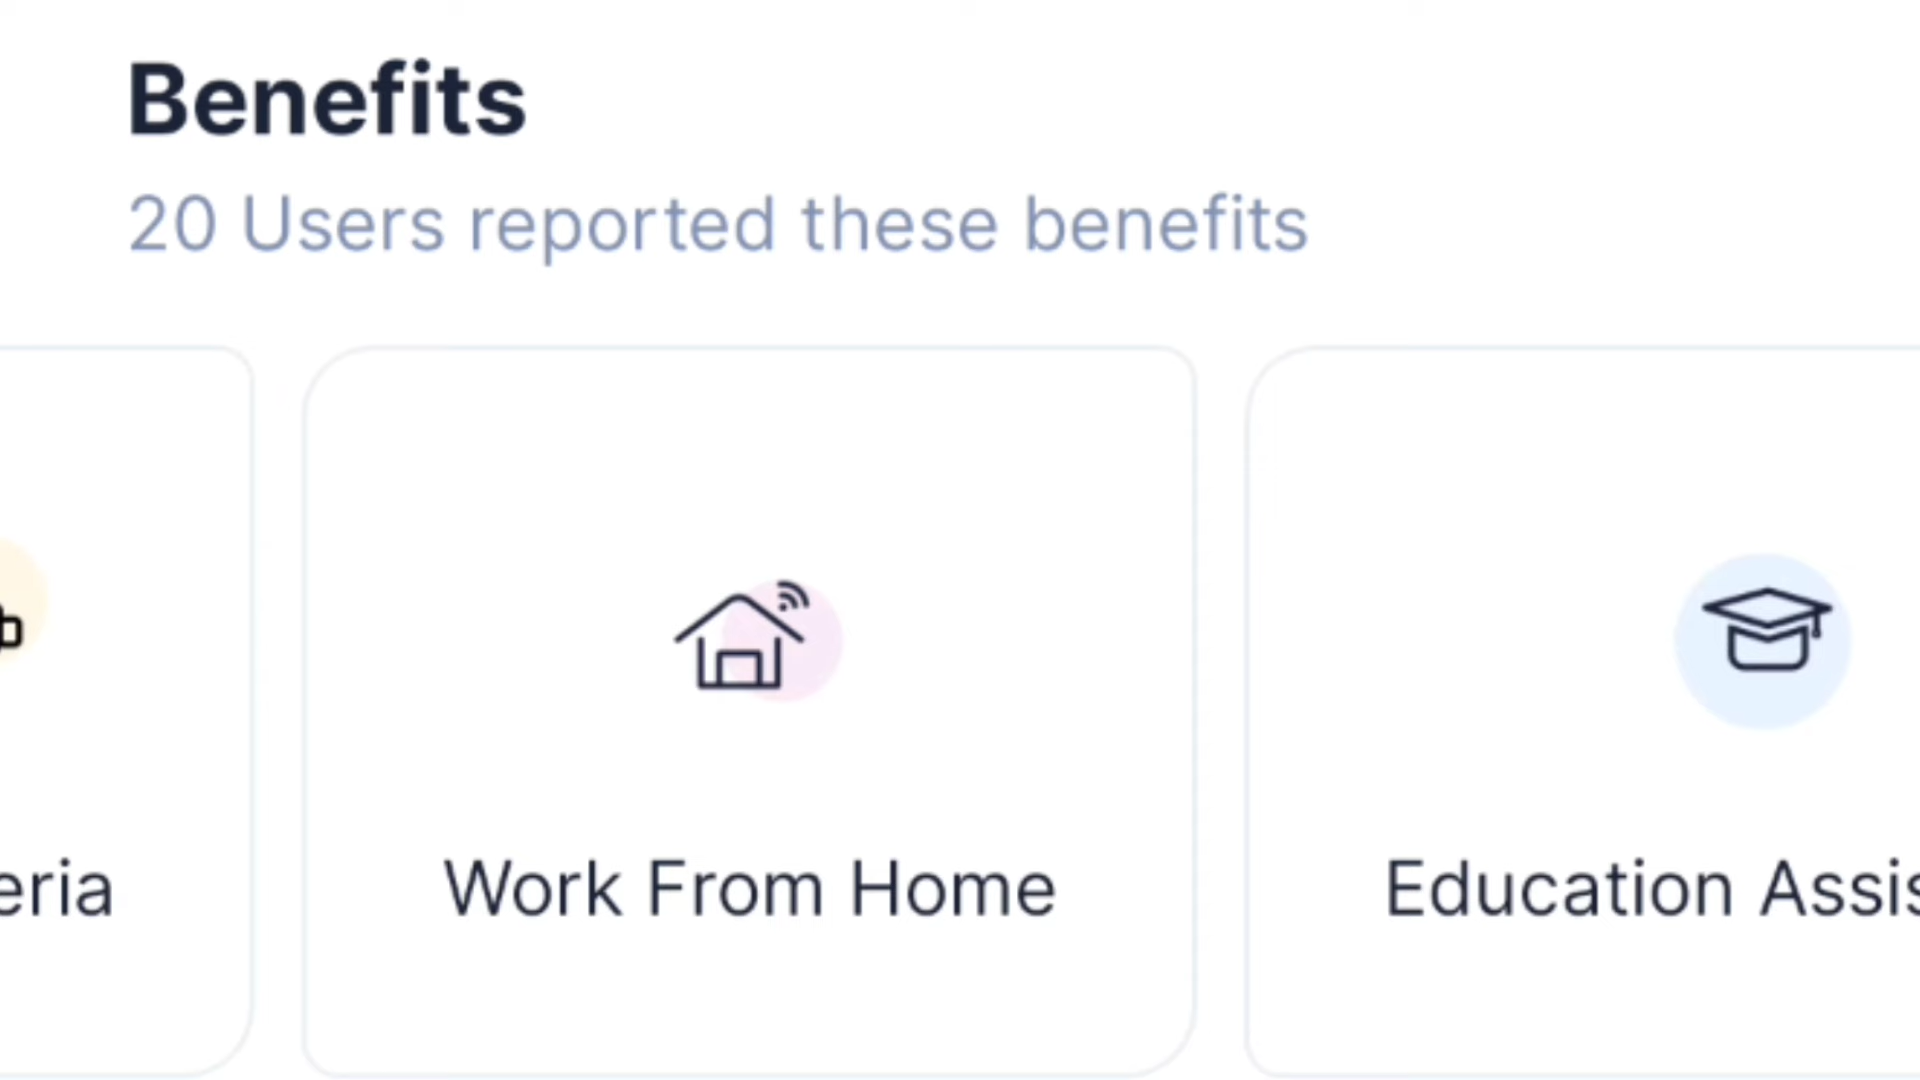 Benefits
20 Users reported these benefits
eria
Work From Home
Education Assis